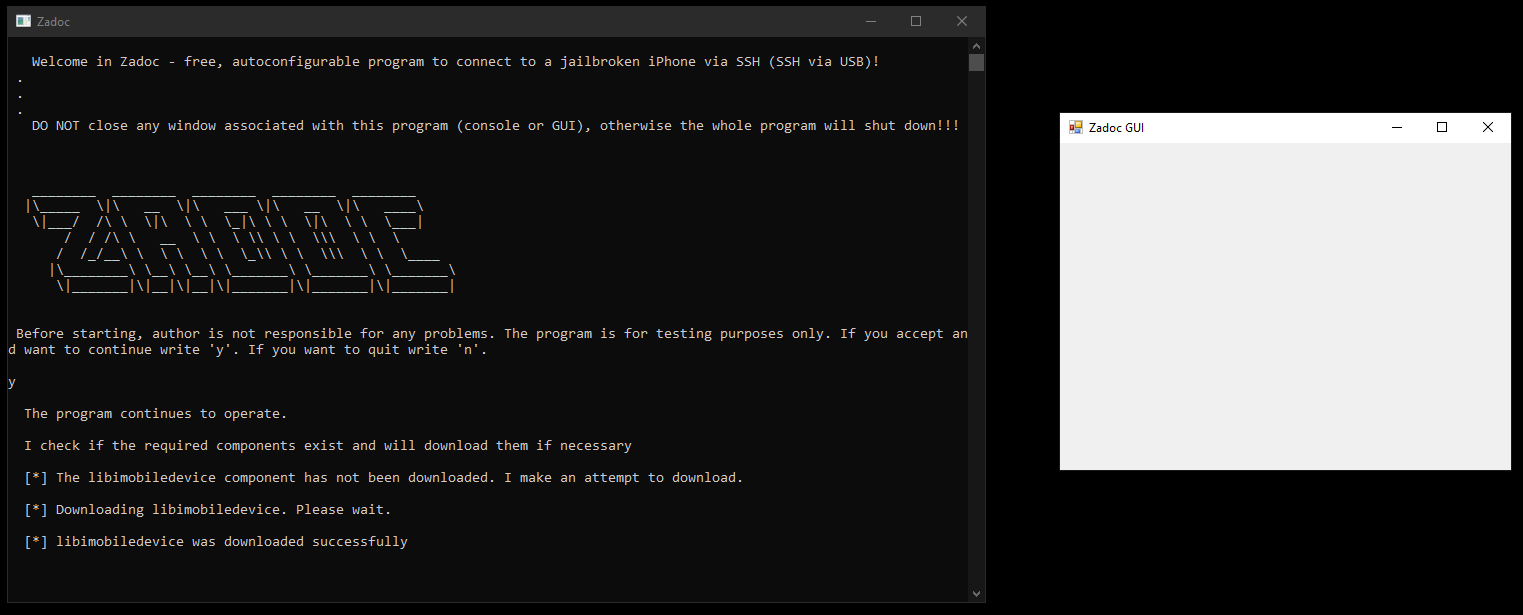 Zadoc
Welcome in Zadoc - free, autoconfigurable program to connect to a jailbroken iPhone via SSH (SSH via USB)!
.
.
.
DO NOT close any window associated with this program (console or GUI), otherwise the whole program will shut down!!!
Before starting, author is not responsible for any problems. The program is for testing purposes only. If you accept an
d want to continue write 'y'. If you want to quit write 'n'.
y
The program continues to operate.
I check if the required components exist and will download them if necessary
[*] The libimobiledevice component has not been downloaded. I make an attempt to download.
[*] Downloading libimobiledevice. Please wait.
[*] libimobiledevice was downloaded successfully
Zadoc GUI